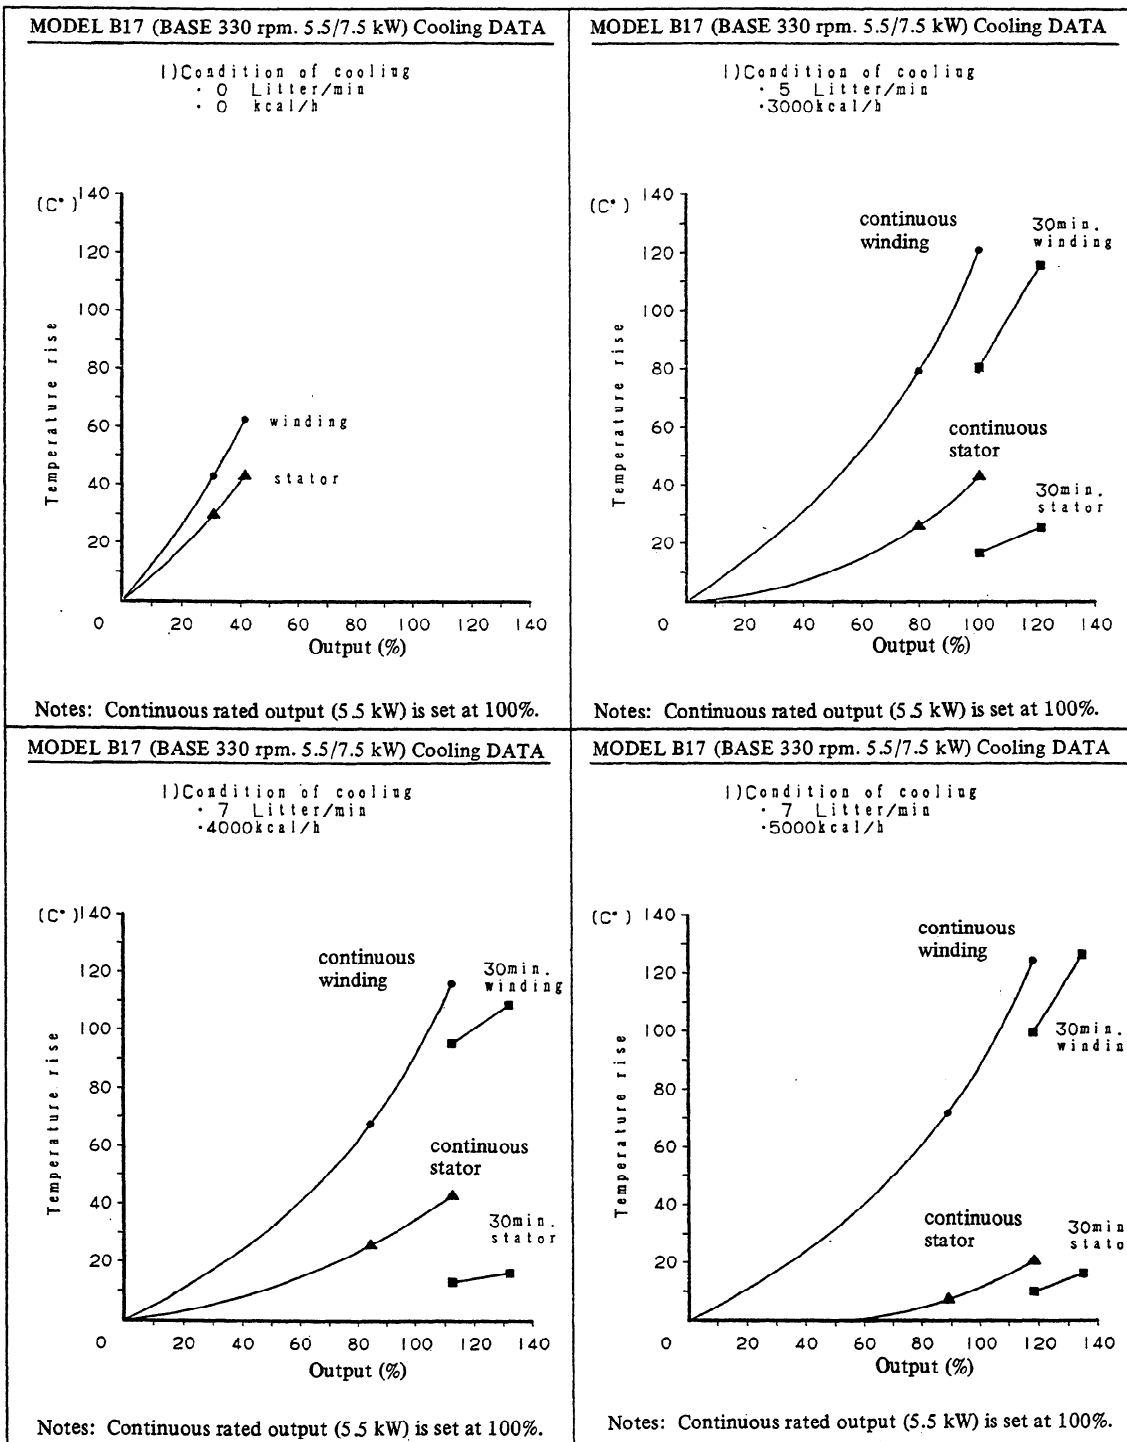 MODEL B17 (BASE 330 rpm. 5.5/7.5 kW) Cooling DATA
1)Condition of cooling
· 0 Litter/min
· 0 kcal/h
(C°)
140
120
100
80
60
40
20
Temperature rise
winding
stator
0 20 40 60 80 100 120 140
Output (%)
Notes: Continuous rated output (5.5 kW) is set at 100%.
MODEL B17 (BASE 330 rpm. 5.5/7.5 kW) Cooling DATA
1)Condition of cooling
· 5 Litter/min
·3000kcal/h
(C°)
140
120
100
80
60
40
20
Temperature rise
continuous
winding
30min.
winding
continuous
stator
30min.
stator
0 20 40 60 80 100 120 140
Output (%)
Notes: Continuous rated output (5.5 kW) is set at 100%.
MODEL B17 (BASE 330 rpm. 5.5/7.5 kW) Cooling DATA
1)Condition of cooling
· 7 Litter/min
·4000kcal/h
(C°)
140
120
100
80
60
40
20
Temperature rise
continuous
winding
30min.
winding
continuous
stator
30min.
stator
0 20 40 60 80 100 120 140
Output (%)
Notes: Continuous rated output (5.5 kW) is set at 100%.
MODEL B17 (BASE 330 rpm. 5.5/7.5 kW) Cooling DATA
1)Condition of cooling
· 7 Litter/min
·5000kcal/h
(C°)
140
120
100
80
60
40
20
Temperature rise
continuous
winding
30min.
windin
continuous
stator
30min
stato
0 20 40 60 80 100 120 140
Output (%)
Notes: Continuous rated output (5.5 kW) is set at 100%.